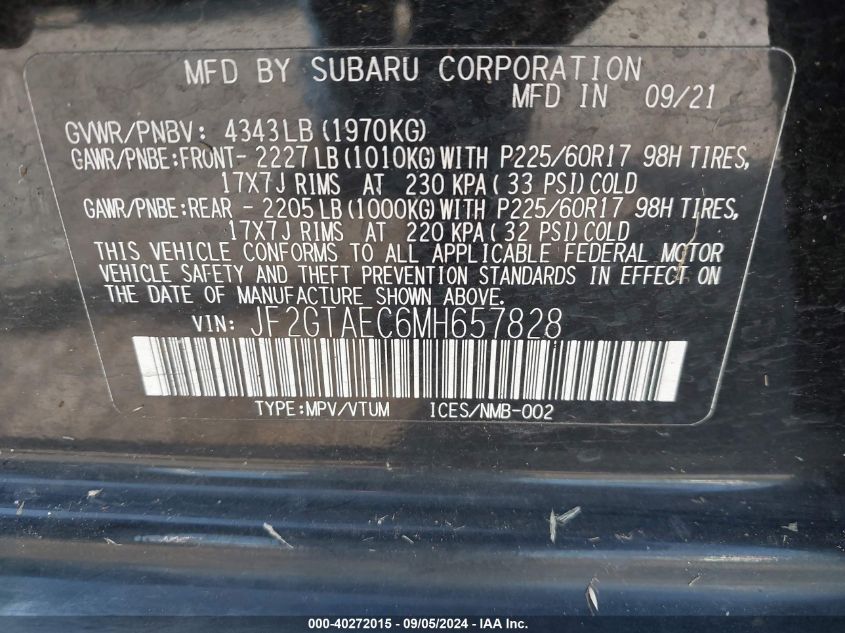 MFD BY SUBARU CORPORATION
MFD IN 09/21
GVWR/PNBV: 4343LB (1970KG)
GAWR/PNBE:FRONT- 2227 LB (1010KG) WITH P225/60R17 98H TIRES,
17X7J RIMS AT 230 KPA ( 33 PSI) COLD
GAWR/PNBE:REAR - 2205 LB (1000KG) WITH P225/60R17 98H TIRES,
17X7J RIMS AT 220 KPA ( 32 PSI) COLD
THIS VEHICLE CONFORMS TO ALL APPLICABLE FEDERAL MOTOR
VEHICLE SAFETY AND THEFT PREVENTION STANDARDS IN EFFECT ON
THE DATE OF MANUFACTURE SHOWN ABOVE.
VIN: JF2GTAEC6MH657828
TYPE:MPV/VTUM ICES/NMB-002
000-40272015 - 09/05/2024 - IAA Inc.